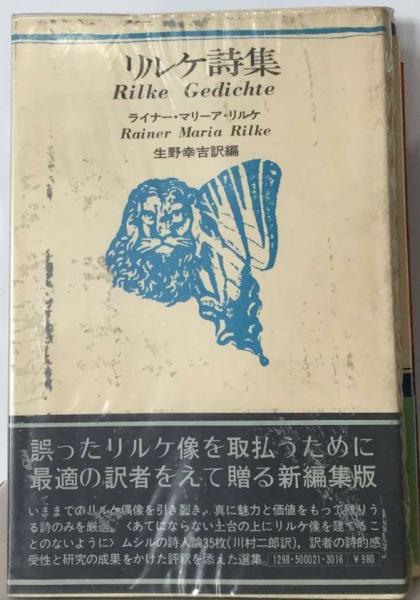 リルケ詩集
Rilke Gedichte
ライナー・マリーア・リルケ
Rainer Maria Rilke
生野幸吉訳編
誤ったリルケ像を取払うために
最適の訳者をえて贈る新編集版
いままでのリルケ偶像を引き裂き、真に魅力と価値をもって残りう
る詩のみを厳選。〈あてにならない土台の上にリルケ像を建てるこ
とのないように〉ムシルの詩人論35枚(川村二郎訳)，訳者の詩的感
受性と研究の成果をかけた評釈を添えた選集。 1298-500021-3016 ¥980